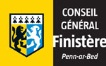 CONSEIL
GÉNÉRAL
Finistère
Penn-ar-Bed